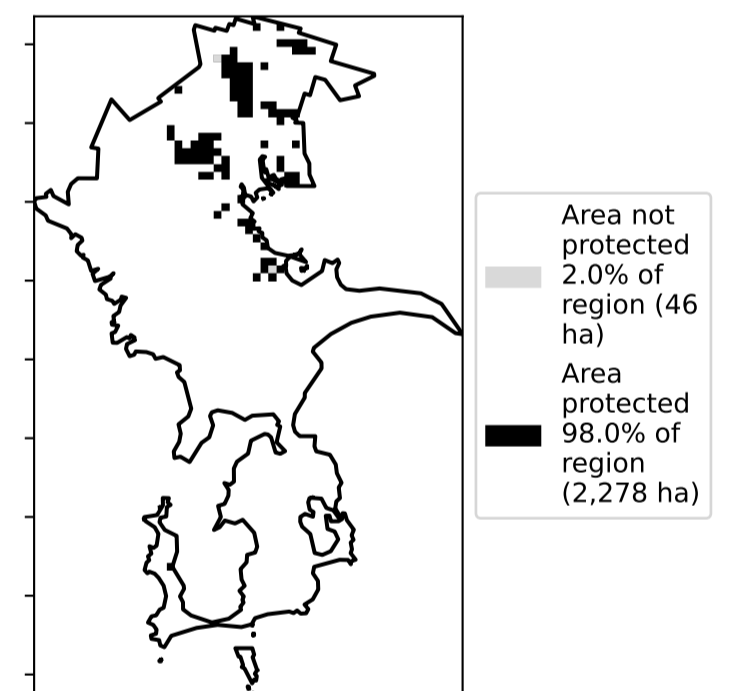 Area not
protected
2.0% of
region (46
ha)
Area
protected
98.0% of
region
(2,278 ha)